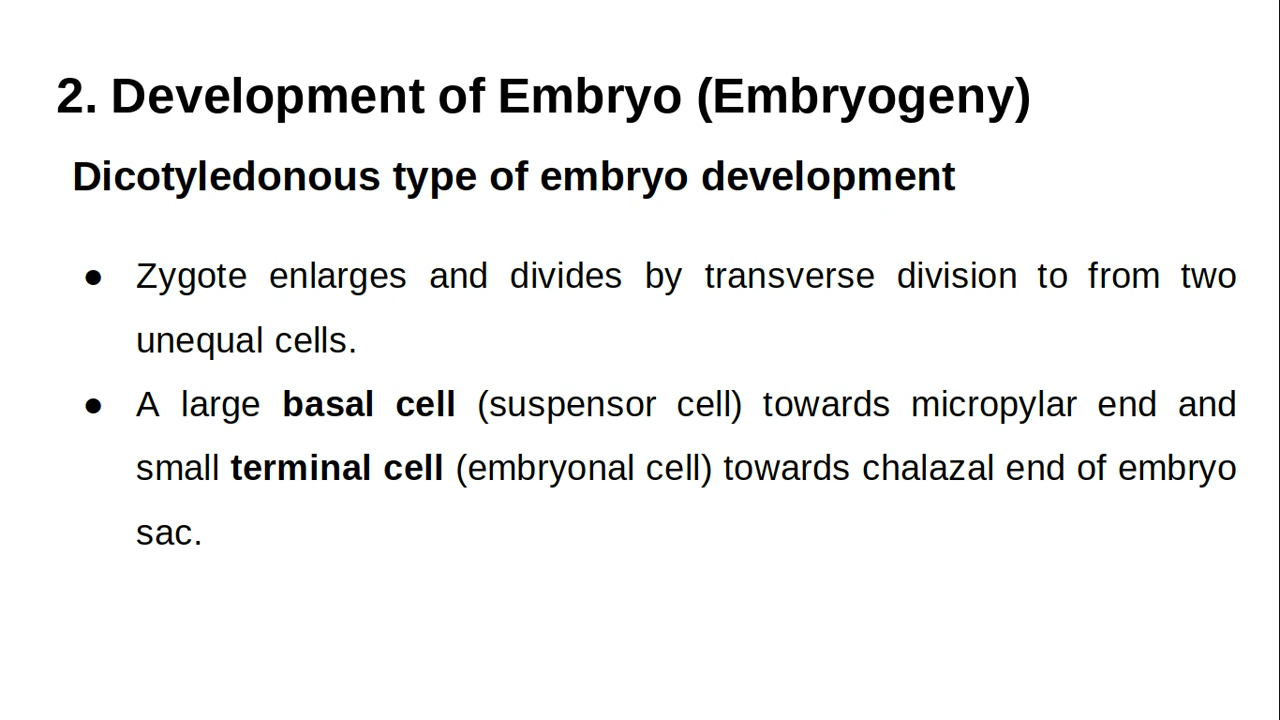 2. Development of Embryo (Embryogeny)
Dicotyledonous type of embryo development
● Zygote enlarges and divides by transverse division to from two
unequal cells.
● A large basal cell (suspensor cell) towards micropylar end and
small terminal cell (embryonal cell) towards chalazal end of embryo
sac.